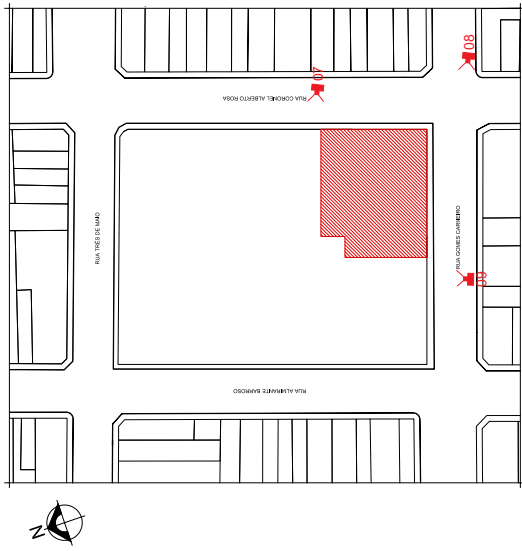 08
07
RUA CORONEL ALBERTO ROSA
RUA TRÊS DE MAIO
RUA GOMES CARNEIRO
09
RUA ALMIRANTE BARROSO
N